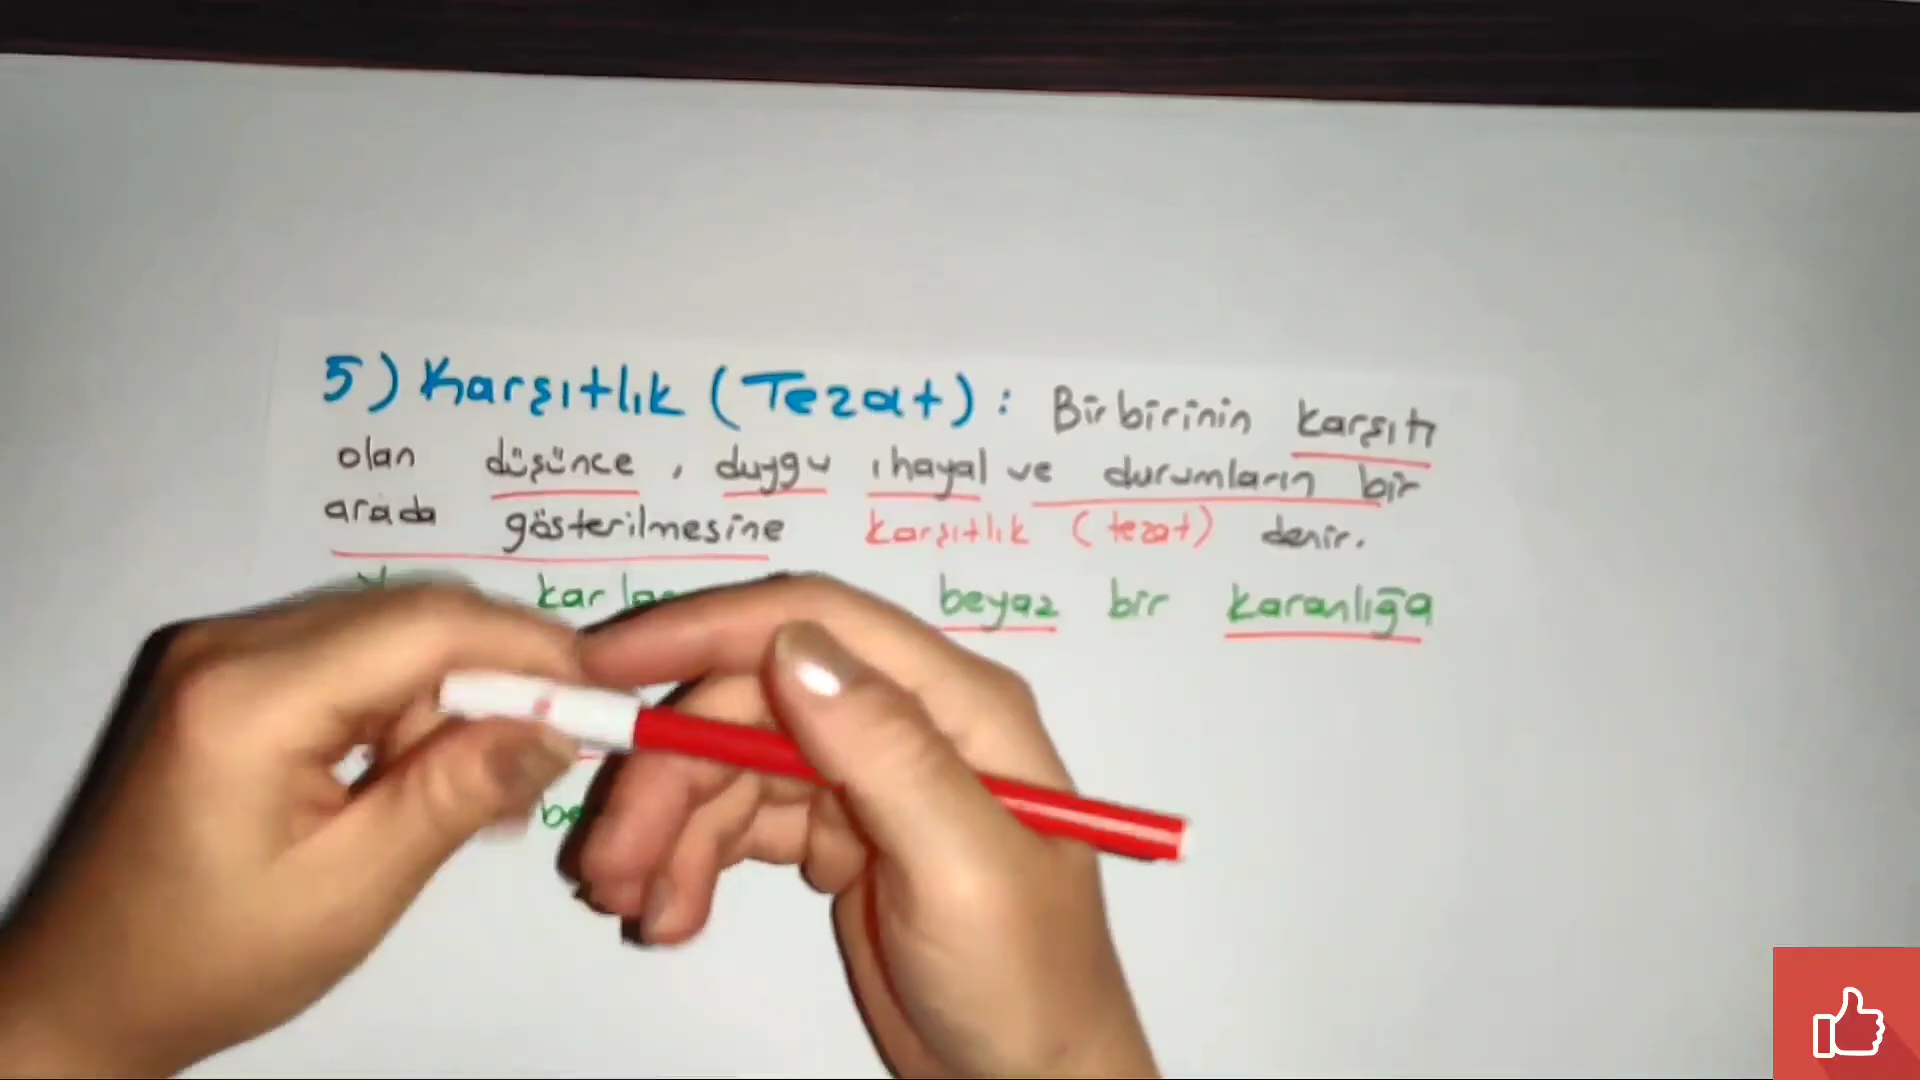 5) Karşıtlık (Tezat) : Birbirinin karşıtı
olan düşünce , duygu , hayal ve durumların bir
arada gösterilmesine karşıtlık (tezat) denir.
beyaz bir karanlığa